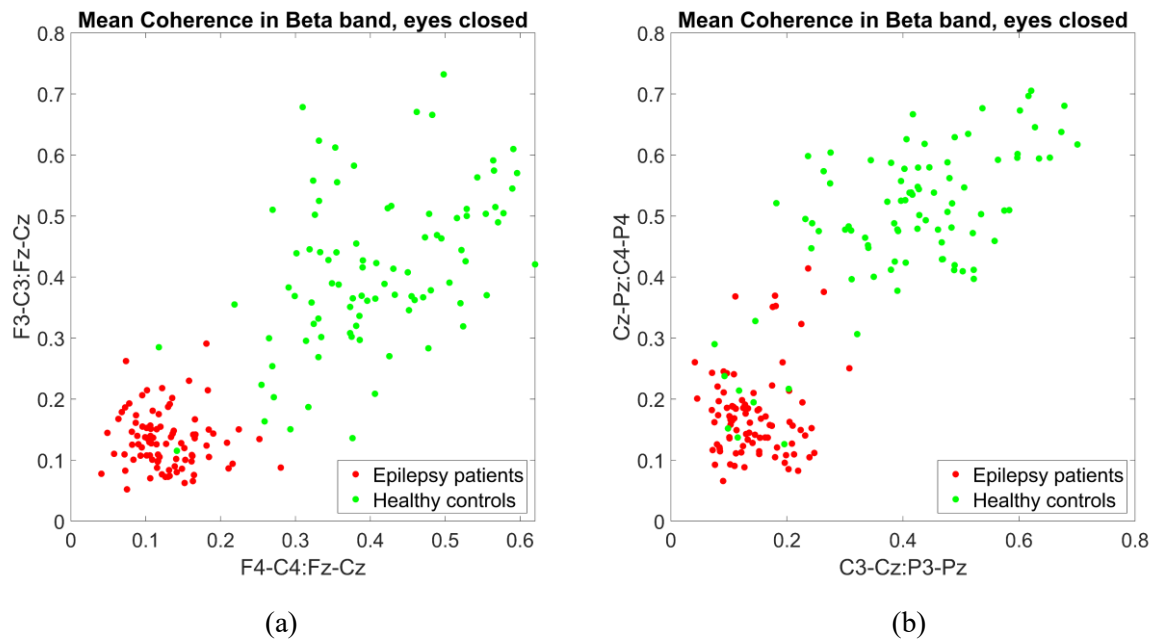 Mean Coherence in Beta band, eyes closed
0.8
0.7
0.6
0.5
0.4
0.3
0.2
0.1
0
F3-C3:Fz-Cz
0 0.1 0.2 0.3 0.4 0.5 0.6
F4-C4:Fz-Cz
Epilepsy patients
Healthy controls
(a)
Mean Coherence in Beta band, eyes closed
0.8
0.7
0.6
0.5
0.4
0.3
0.2
0.1
0
Cz-Pz:C4-P4
0 0.2 0.4 0.6 0.8
C3-Cz:P3-Pz
Epilepsy patients
Healthy controls
(b)